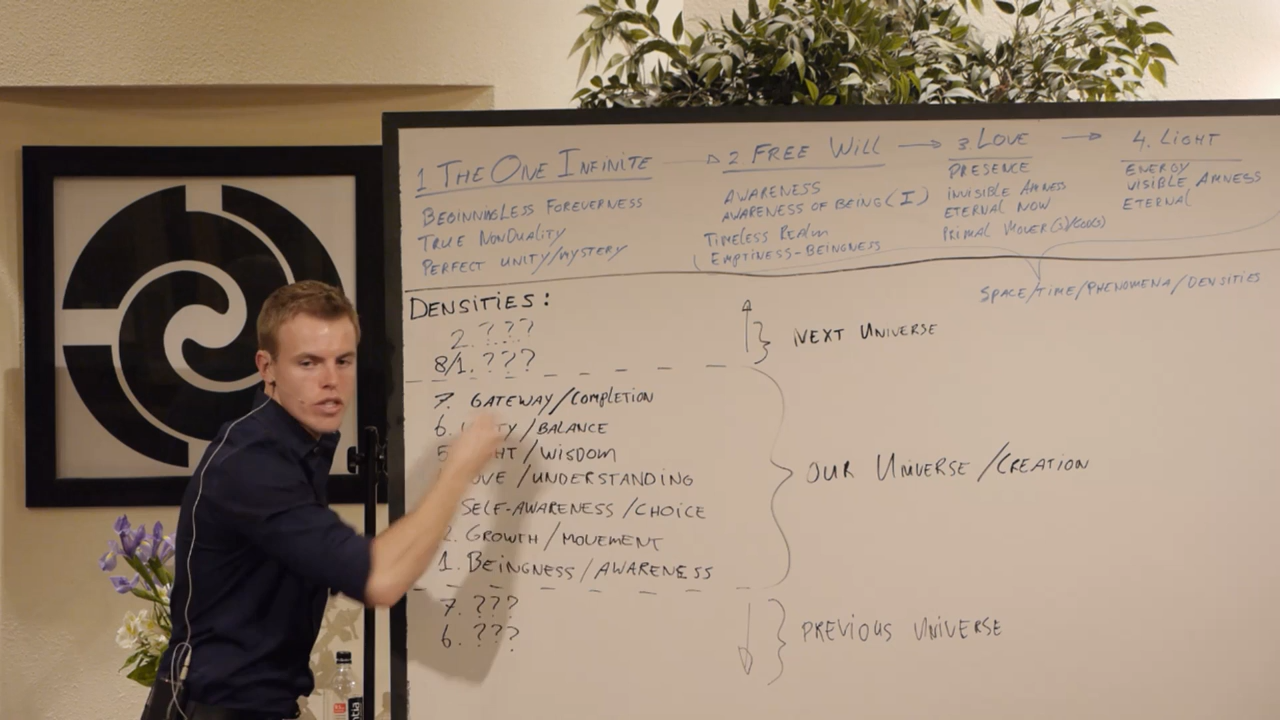 1 THE ONE INFINITE
BEGINNINGLESS FOREVERNESS
TRUE NONDUALITY
PERFECT UNITY/MYSTERY
2. FREE WILL
AWARENESS
AWARENESS OF BEING (I)
TIMELESS REALM
EMPTINESS-BEINGNESS
3. LOVE
PRESENCE
INVISIBLE AMNESS
ETERNAL NOW
PRIMAL MOVER(S)/GOD(S)
4. LIGHT
ENERGY
VISIBLE AMNESS
ETERNAL
SPACE/TIME/PHENOMENA/DENSITIES
DENSITIES:
2. ???
8/1. ???
NEXT UNIVERSE
7. GATEWAY/COMPLETION
6. /BALANCE
5 /WISDOM
/UNDERSTANDING
SELF-AWARENESS/CHOICE
2. GROWTH/MOVEMENT
1. BEINGNESS/AWARENESS
OUR UNIVERSE/CREATION
7. ???
6. ???
PREVIOUS UNIVERSE